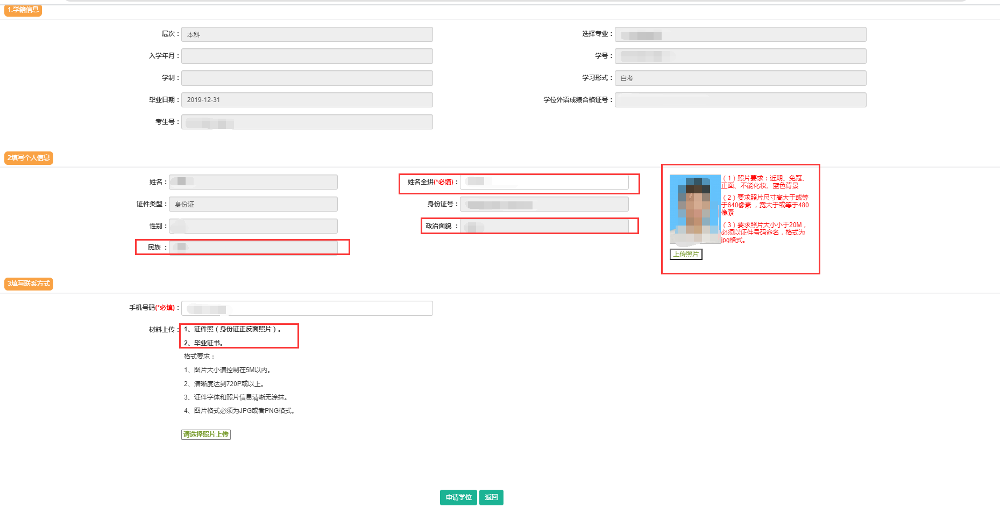 1.学籍信息
层次： 本科 选择专业：
入学年月： 学号：
学制： 学习形式： 自考
毕业日期： 2019-12-31 学位外语成绩合格证号：
考生号：
2填写个人信息
姓名： 姓名全拼(*必填)：
证件类型： 身份证 身份证号：
性别： 政治面貌 ：
民族 ：
（1）照片要求：近期、免冠、
正面、不能化妆、蓝色背景
（2）要求照片尺寸高大于或等
于640像素 ，宽大于或等于480
像素
（3）要求照片大小小于20M，
必须以证件号码命名，格式为
jpg格式。
上传照片
3填写联系方式
手机号码(*必填)：
材料上传： 1、证件照（身份证正反面照片）。
2、毕业证书。
格式要求：
1、图片大小请控制在5M以内。
2、清晰度达到720P或以上。
3、证件字体和照片信息清晰无涂抹。
4、图片格式必须为JPG或者PNG格式。
请选择照片上传
申请学位 返回